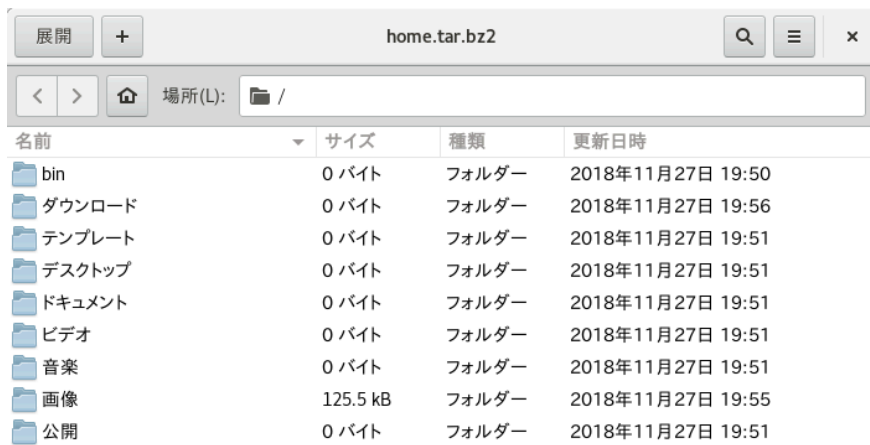 展開 + home.tar.bz2
場所(L): /
名前 サイズ 種類 更新日時
bin 0 バイト フォルダー 2018年11月27日 19:50
ダウンロード 0 バイト フォルダー 2018年11月27日 19:56
テンプレート 0 バイト フォルダー 2018年11月27日 19:51
デスクトップ 0 バイト フォルダー 2018年11月27日 19:51
ドキュメント 0 バイト フォルダー 2018年11月27日 19:51
ビデオ 0 バイト フォルダー 2018年11月27日 19:51
音楽 0 バイト フォルダー 2018年11月27日 19:51
画像 125.5 kB フォルダー 2018年11月27日 19:55
公開 0 バイト フォルダー 2018年11月27日 19:51